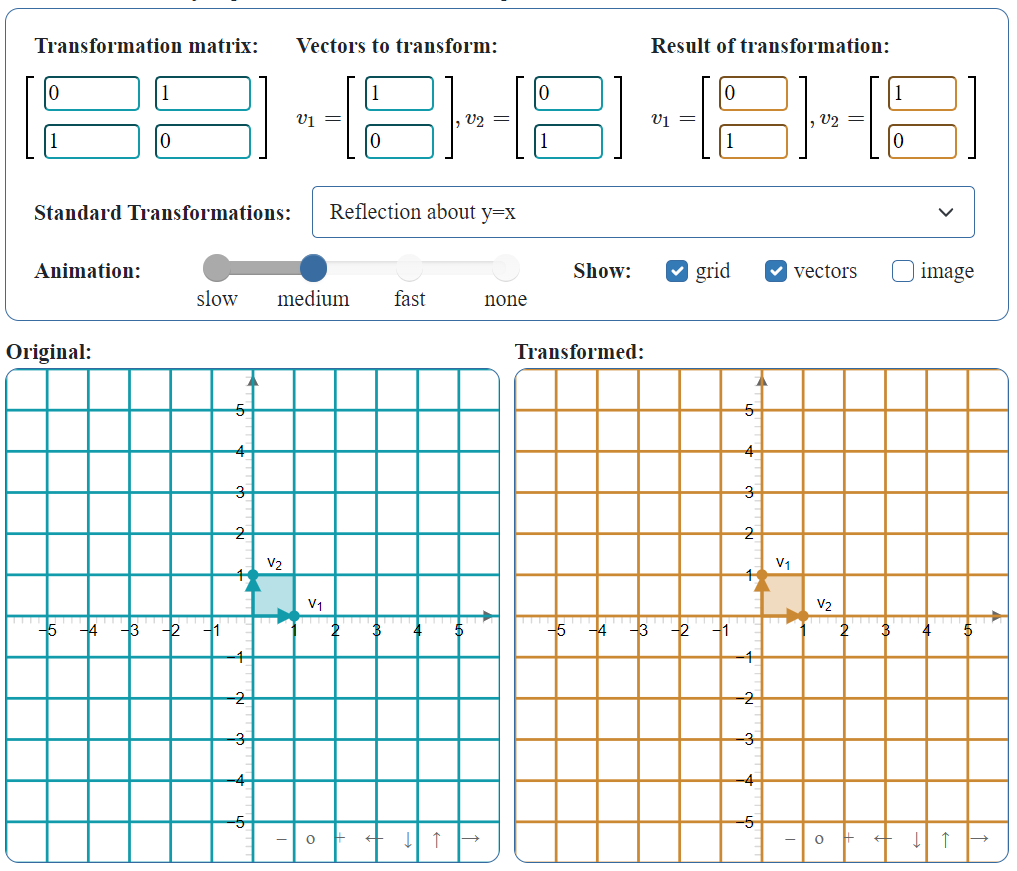 Transformation matrix: Vectors to transform: Result of transformation:
0 1 1 0 0 1
v1 = , v2 = v1 = , v2 =
1 0 0 1 1 0
Standard Transformations: Reflection about y=x
Animation: Show: grid vectors image
slow medium fast none
Original: Transformed:
5 5
4 4
3 3
2 2
v2 v1
1 1
v1 v2
−5 −4 −3 −2 −1 1 2 3 4 5 −5 −4 −3 −2 −1 1 2 3 4 5
−1 −1
−2 −2
−3 −3
−4 −4
−5 −5
− o + ← ↓ ↑ → − o + ← ↓ ↑ →